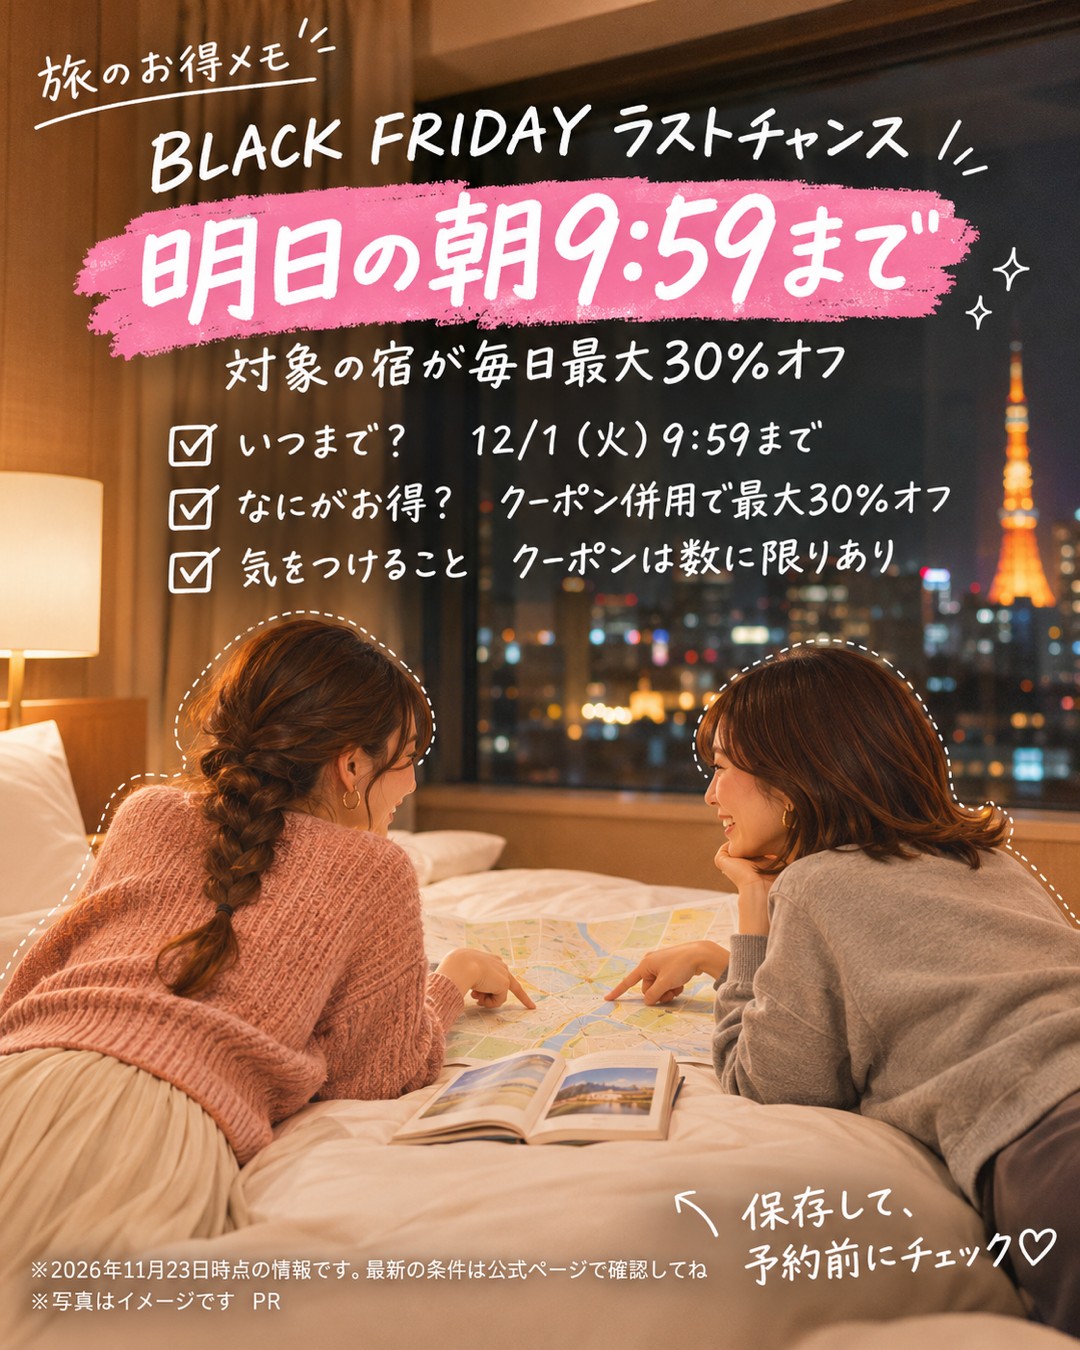 旅のお得メモ
BLACK FRIDAY ラストチャンス
明日の朝9:59まで
対象の宿が毎日最大30%オフ
いつまで? 12/1(火)9:59まで
なにがお得? クーポン併用で最大30%オフ
気をつけること クーポンは数に限りあり
保存して、
予約前にチェック♡
※2026年11月23日時点の情報です。最新の条件は公式ページで確認してね
※写真はイメージです PR